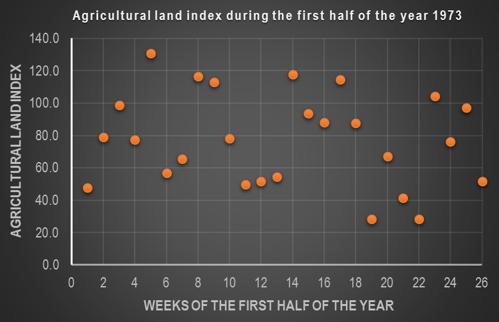 Agricultural land index during the first half of the year 1973
140.0
120.0
100.0
80.0
60.0
40.0
20.0
0.0
AGRICULTURAL LAND INDEX
0 2 4 6 8 10 12 14 16 18 20 22 24 26
WEEKS OF THE FIRST HALF OF THE YEAR